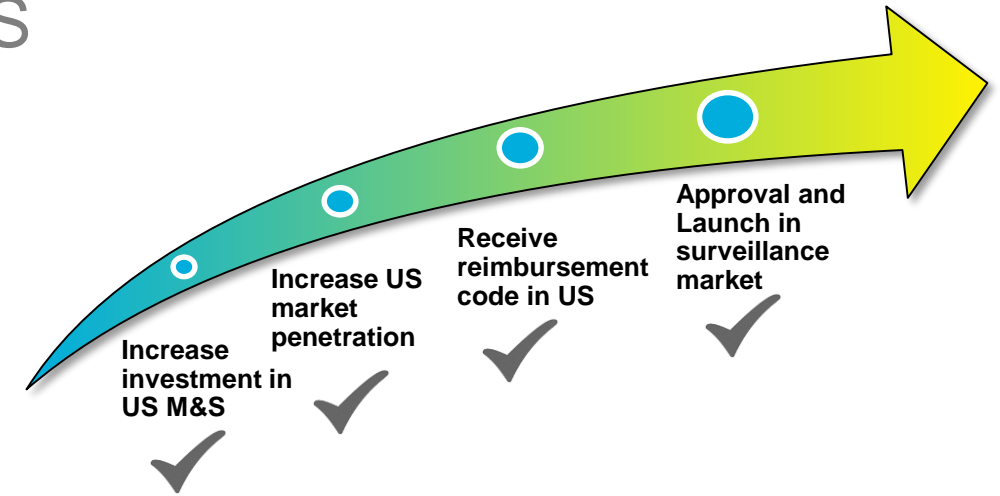 S
Increase
investment in
US M&S
Increase US
market
penetration
Receive
reimbursement
code in US
Approval and
Launch in
surveillance
market